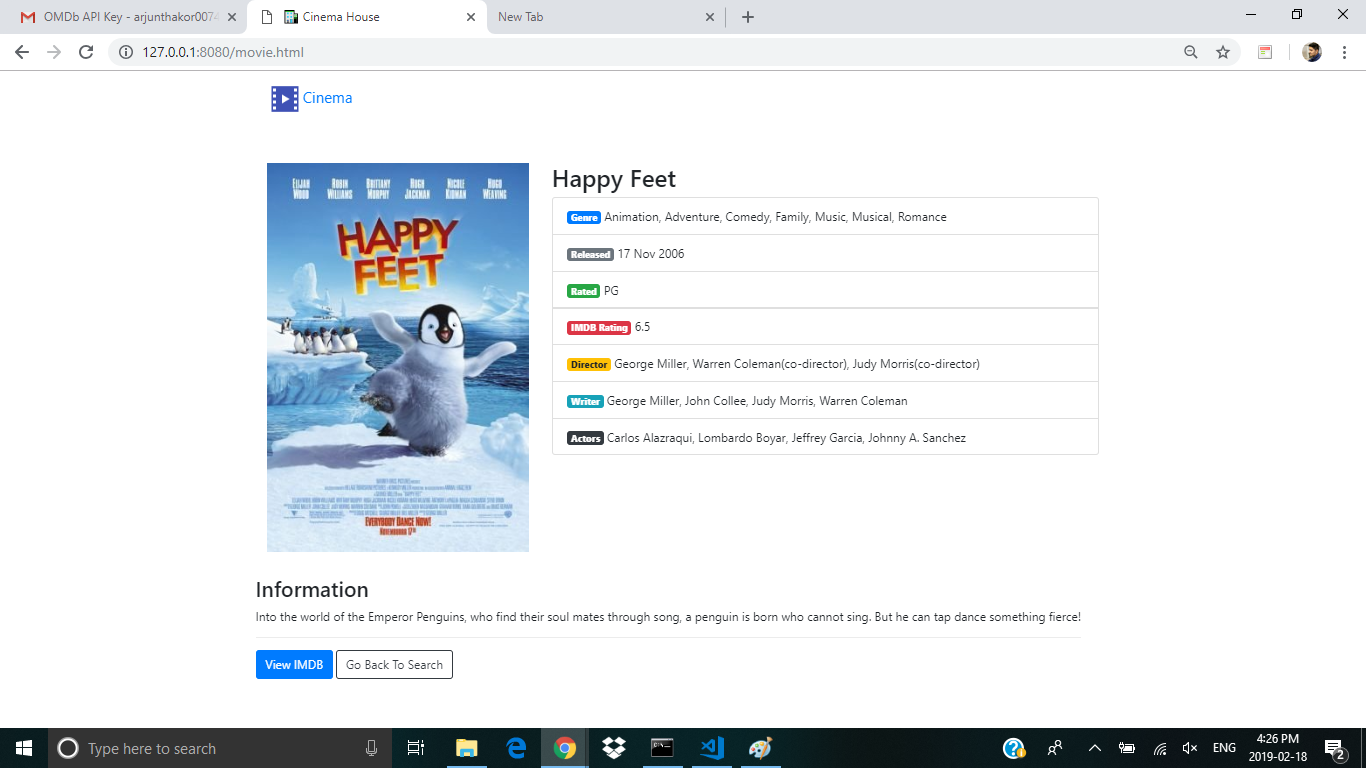 OMDb API Key - arjunthakor0074
Cinema House
New Tab
127.0.0.1:8080/movie.html
Cinema
ELIJAH WOOD
ROBIN WILLIAMS
BRITTANY MURPHY
HUGH JACKMAN
NICOLE KIDMAN
HUGO WEAVING
HAPPY
FEET
EVERYBODY DANCE NOW!
NOVEMBER 17th
Happy Feet
Genre Animation, Adventure, Comedy, Family, Music, Musical, Romance
Released 17 Nov 2006
Rated PG
IMDB Rating 6.5
Director George Miller, Warren Coleman(co-director), Judy Morris(co-director)
Writer George Miller, John Collee, Judy Morris, Warren Coleman
Actors Carlos Alazraqui, Lombardo Boyar, Jeffrey Garcia, Johnny A. Sanchez
Information
Into the world of the Emperor Penguins, who find their soul mates through song, a penguin is born who cannot sing. But he can tap dance something fierce!
View IMDB Go Back To Search
Type here to search
ENG
4:26 PM
2019-02-18
2